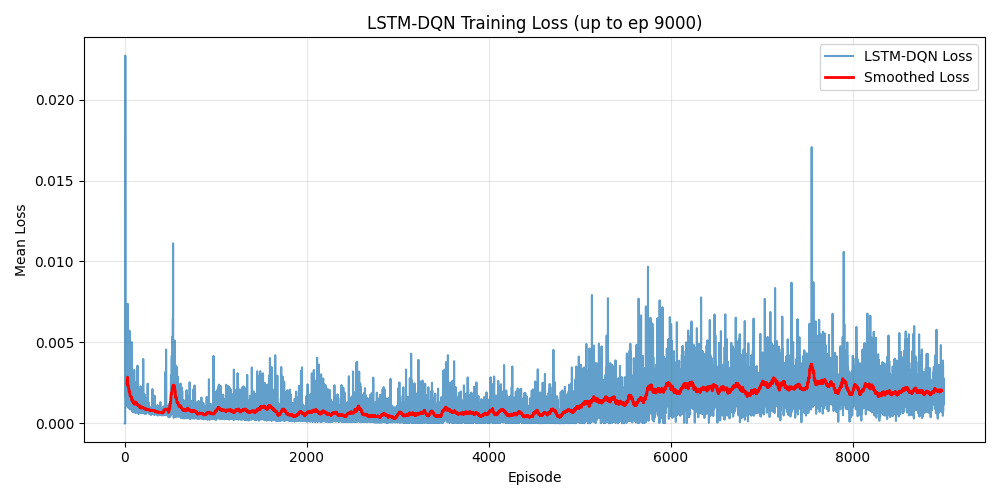 LSTM-DQN Training Loss (up to ep 9000)
LSTM-DQN Loss
Smoothed Loss
Mean Loss
0.020
0.015
0.010
0.005
0.000
0 2000 4000 6000 8000
Episode